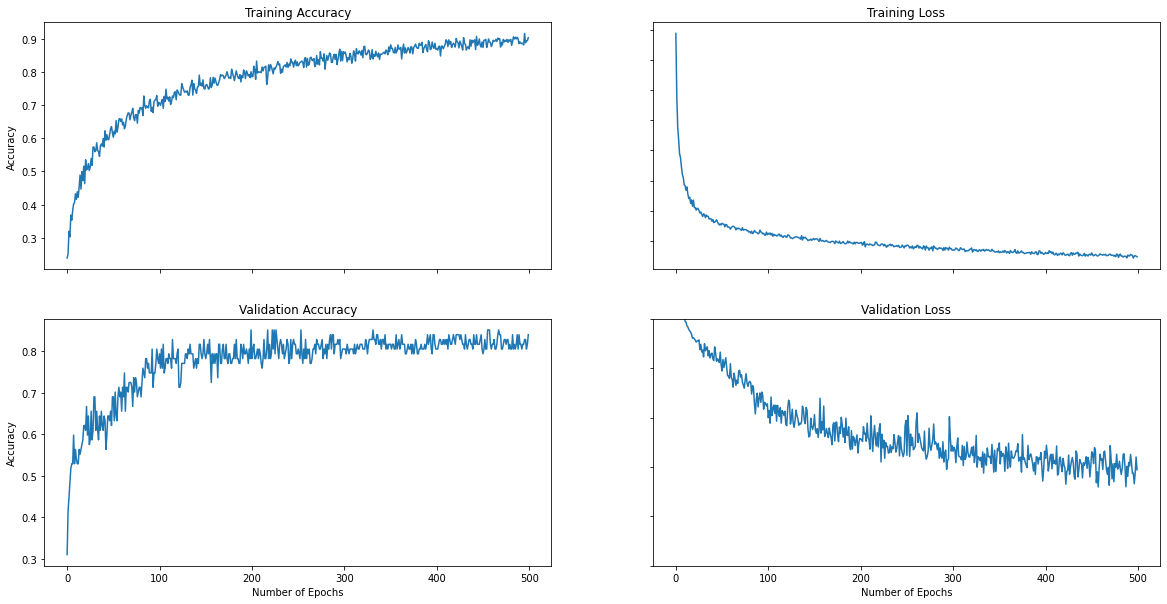 Training Accuracy
Training Loss
0.9
0.8
0.7
0.6
0.5
0.4
0.3
Accuracy
Validation Accuracy
Validation Loss
0.8
0.7
0.6
0.5
0.4
0.3
Accuracy
0 100 200 300 400 500
0 100 200 300 400 500
Number of Epochs
Number of Epochs